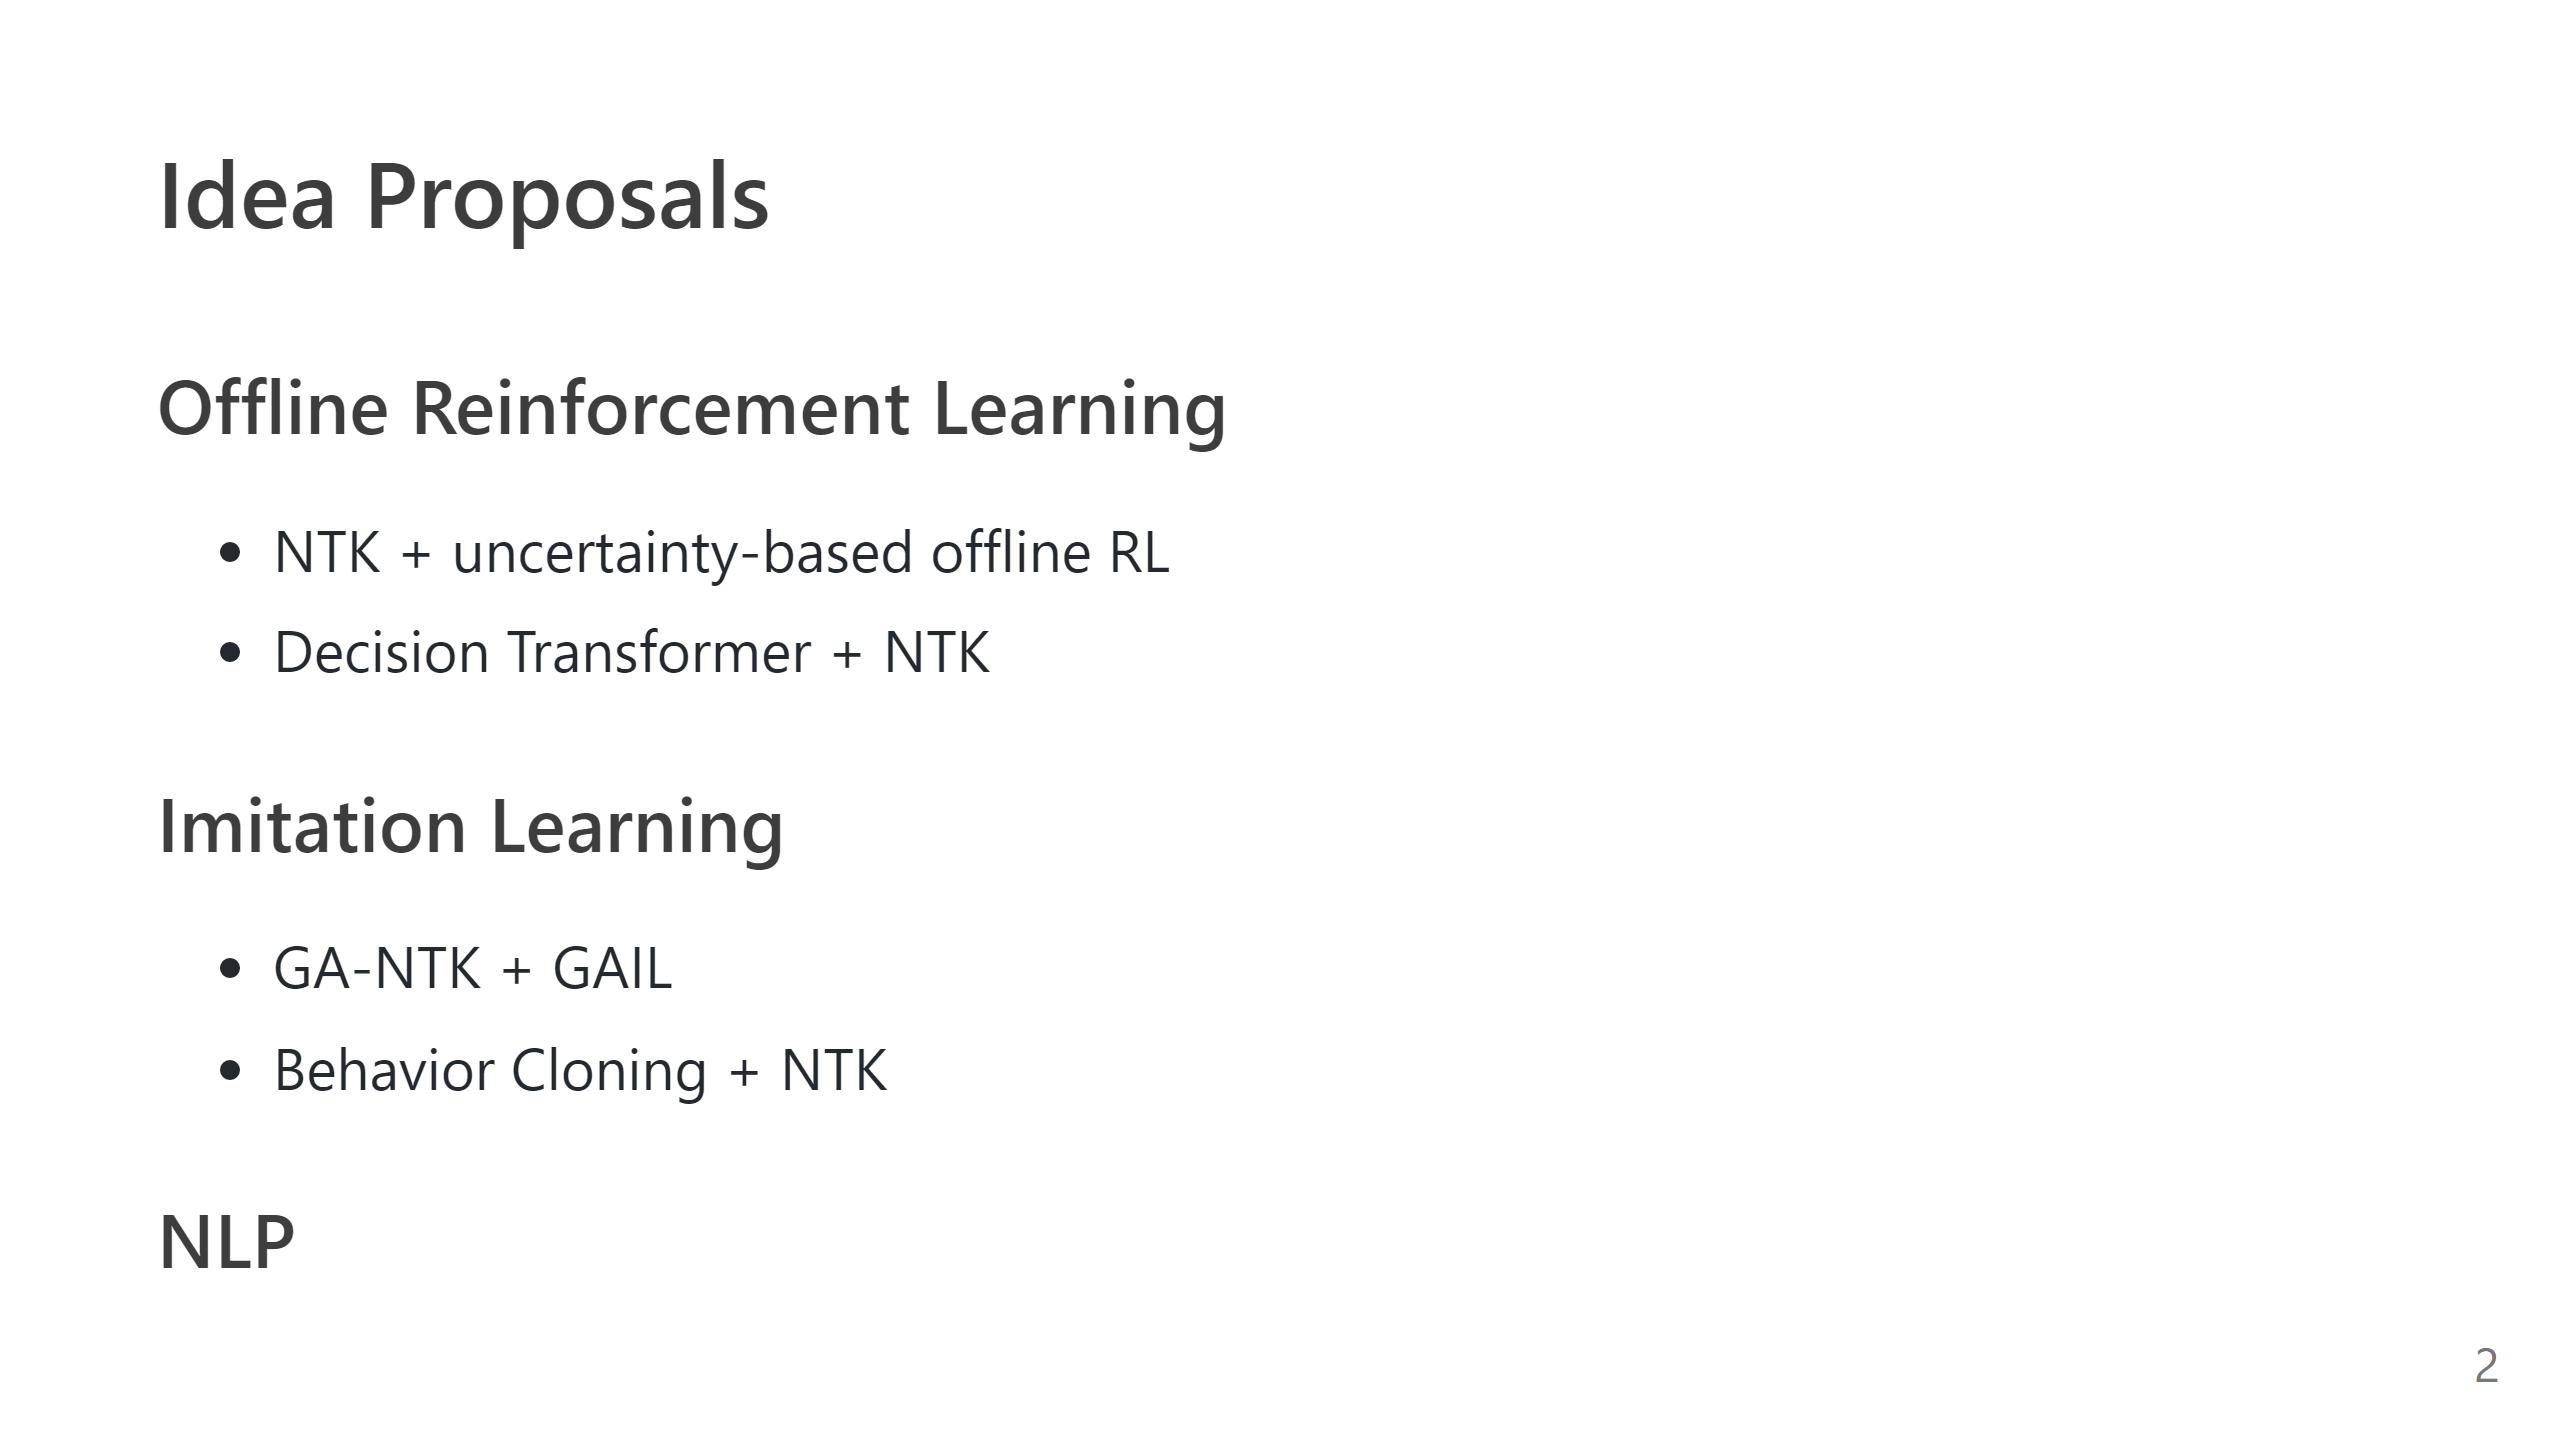 Idea Proposals
Offline Reinforcement Learning
• NTK + uncertainty-based offline RL
• Decision Transformer + NTK
Imitation Learning
• GA-NTK + GAIL
• Behavior Cloning + NTK
NLP
2